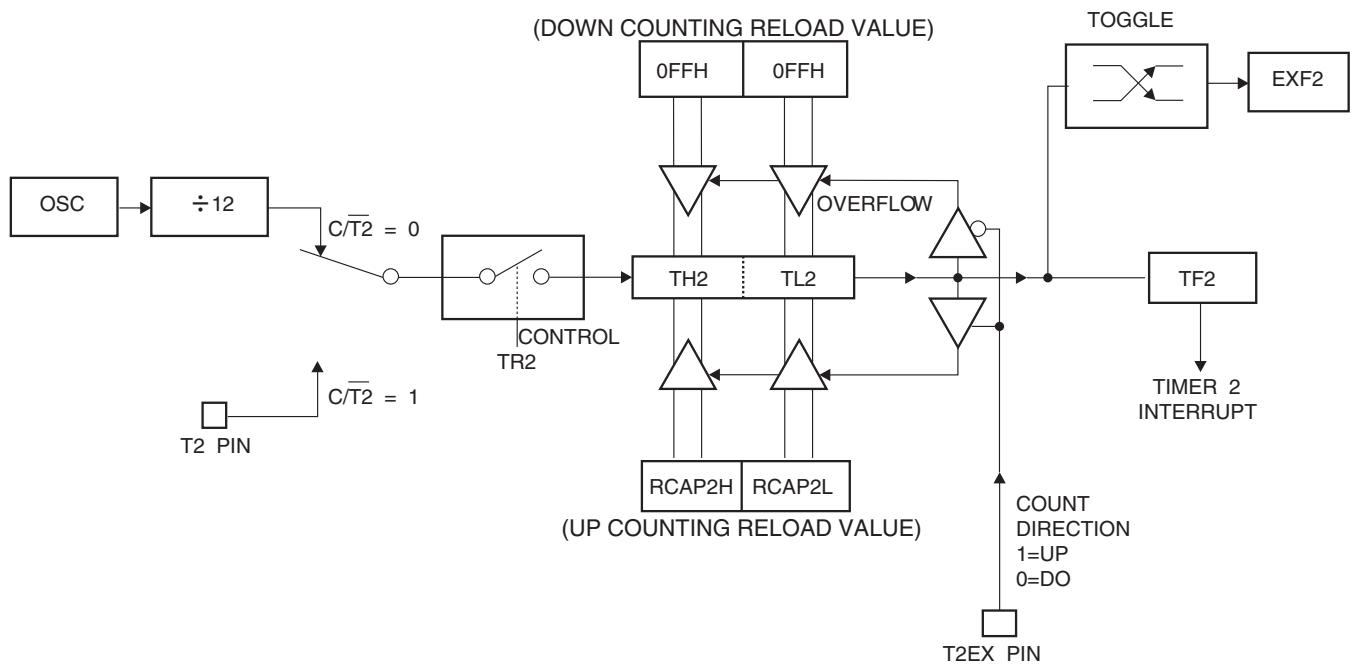 TOGGLE
(DOWN COUNTING RELOAD VALUE)
0FFH 0FFH
EXF2
OSC
÷12
OVERFLOW
C/T2̅ = 0
TH2 TL2
TF2
CONTROL
TR2
C/T2̅ = 1
TIMER 2
INTERRUPT
T2 PIN
RCAP2H RCAP2L
(UP COUNTING RELOAD VALUE)
COUNT
DIRECTION
1=UP
0=DO
T2EX PIN